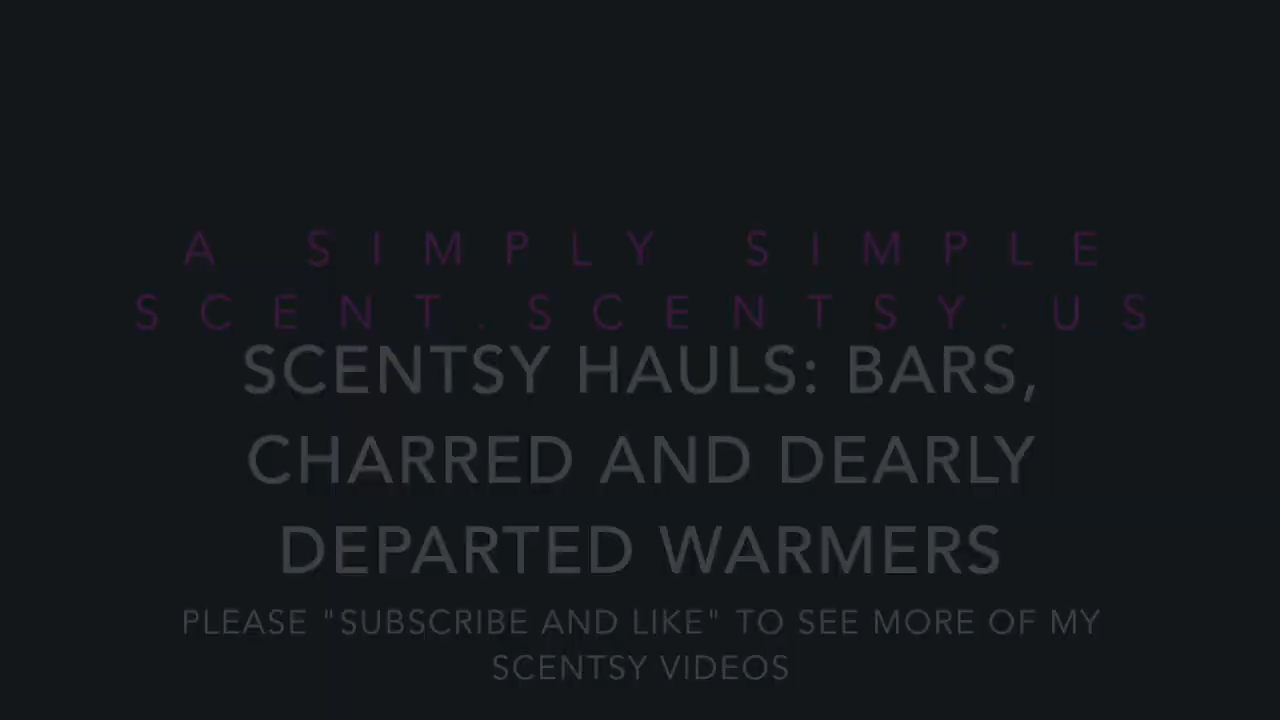 A SIMPLY SIMPLE
SCENT.SCENTSY.US
SCENTSY HAULS: BARS,
CHARRED AND DEARLY
DEPARTED WARMERS
PLEASE "SUBSCRIBE AND LIKE" TO SEE MORE OF MY
SCENTSY VIDEOS